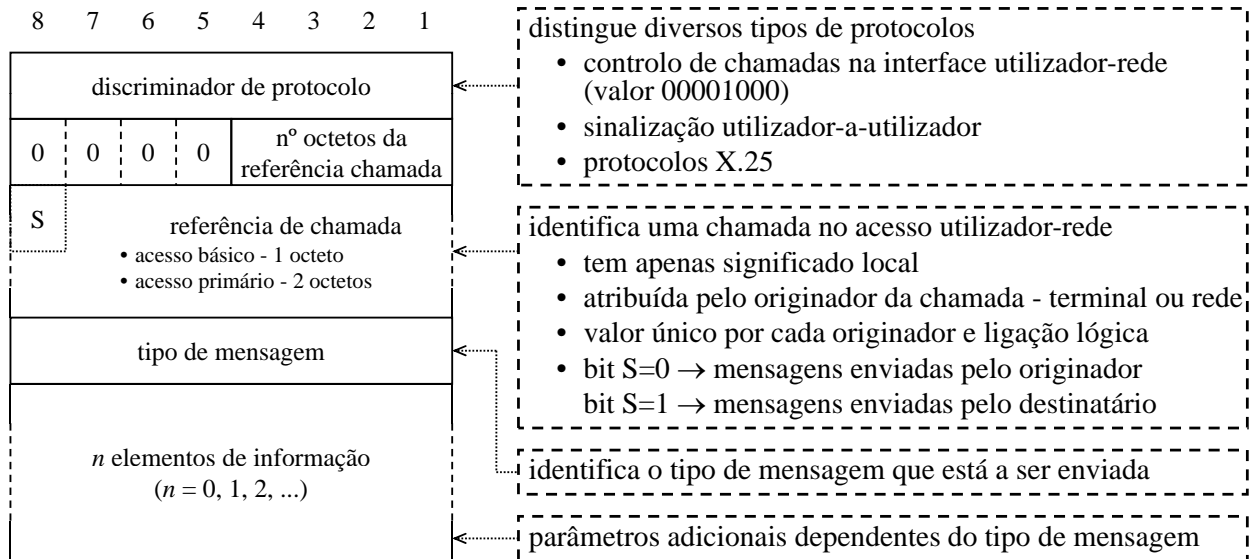 8 7 6 5 4 3 2 1
discriminador de protocolo
0 0 0 0
nº octetos da
referência chamada
S
referência de chamada
• acesso básico - 1 octeto
• acesso primário - 2 octetos
tipo de mensagem
n elementos de informação
(n = 0, 1, 2, ...)
distingue diversos tipos de protocolos
• controlo de chamadas na interface utilizador-rede
(valor 00001000)
• sinalização utilizador-a-utilizador
• protocolos X.25
identifica uma chamada no acesso utilizador-rede
• tem apenas significado local
• atribuída pelo originador da chamada - terminal ou rede
• valor único por cada originador e ligação lógica
• bit S=0 → mensagens enviadas pelo originador
bit S=1 → mensagens enviadas pelo destinatário
identifica o tipo de mensagem que está a ser enviada
parâmetros adicionais dependentes do tipo de mensagem